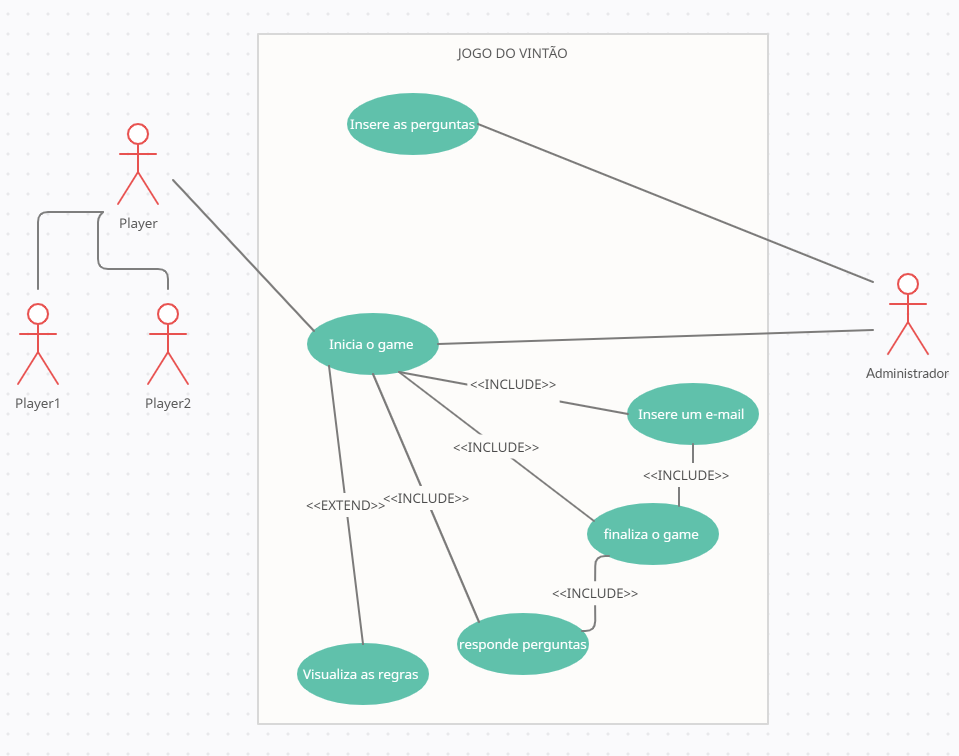 JOGO DO VINTÃO
Insere as perguntas
Player
Inicia o game
Administrador
<<INCLUDE>>
Player1
Player2
Insere um e-mail
<<INCLUDE>>
<<INCLUDE>>
<<EXTEND>>
<<INCLUDE>>
finaliza o game
<<INCLUDE>>
responde perguntas
Visualiza as regras